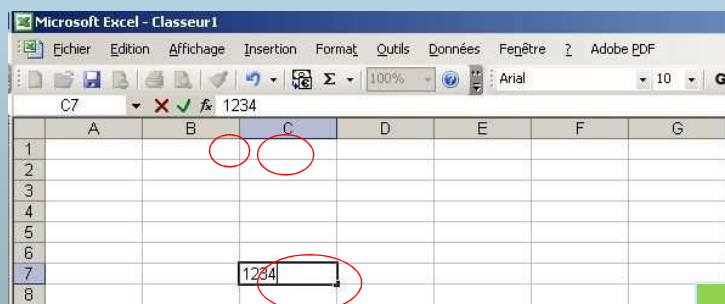 Microsoft Excel - Classeur1
Fichier Edition Affichage Insertion Format Outils Données Fenêtre ? Adobe PDF
100% Arial 10 G
C7 fx 1234
A B C D E F G
1
2
3
4
5
6
7 1234
8